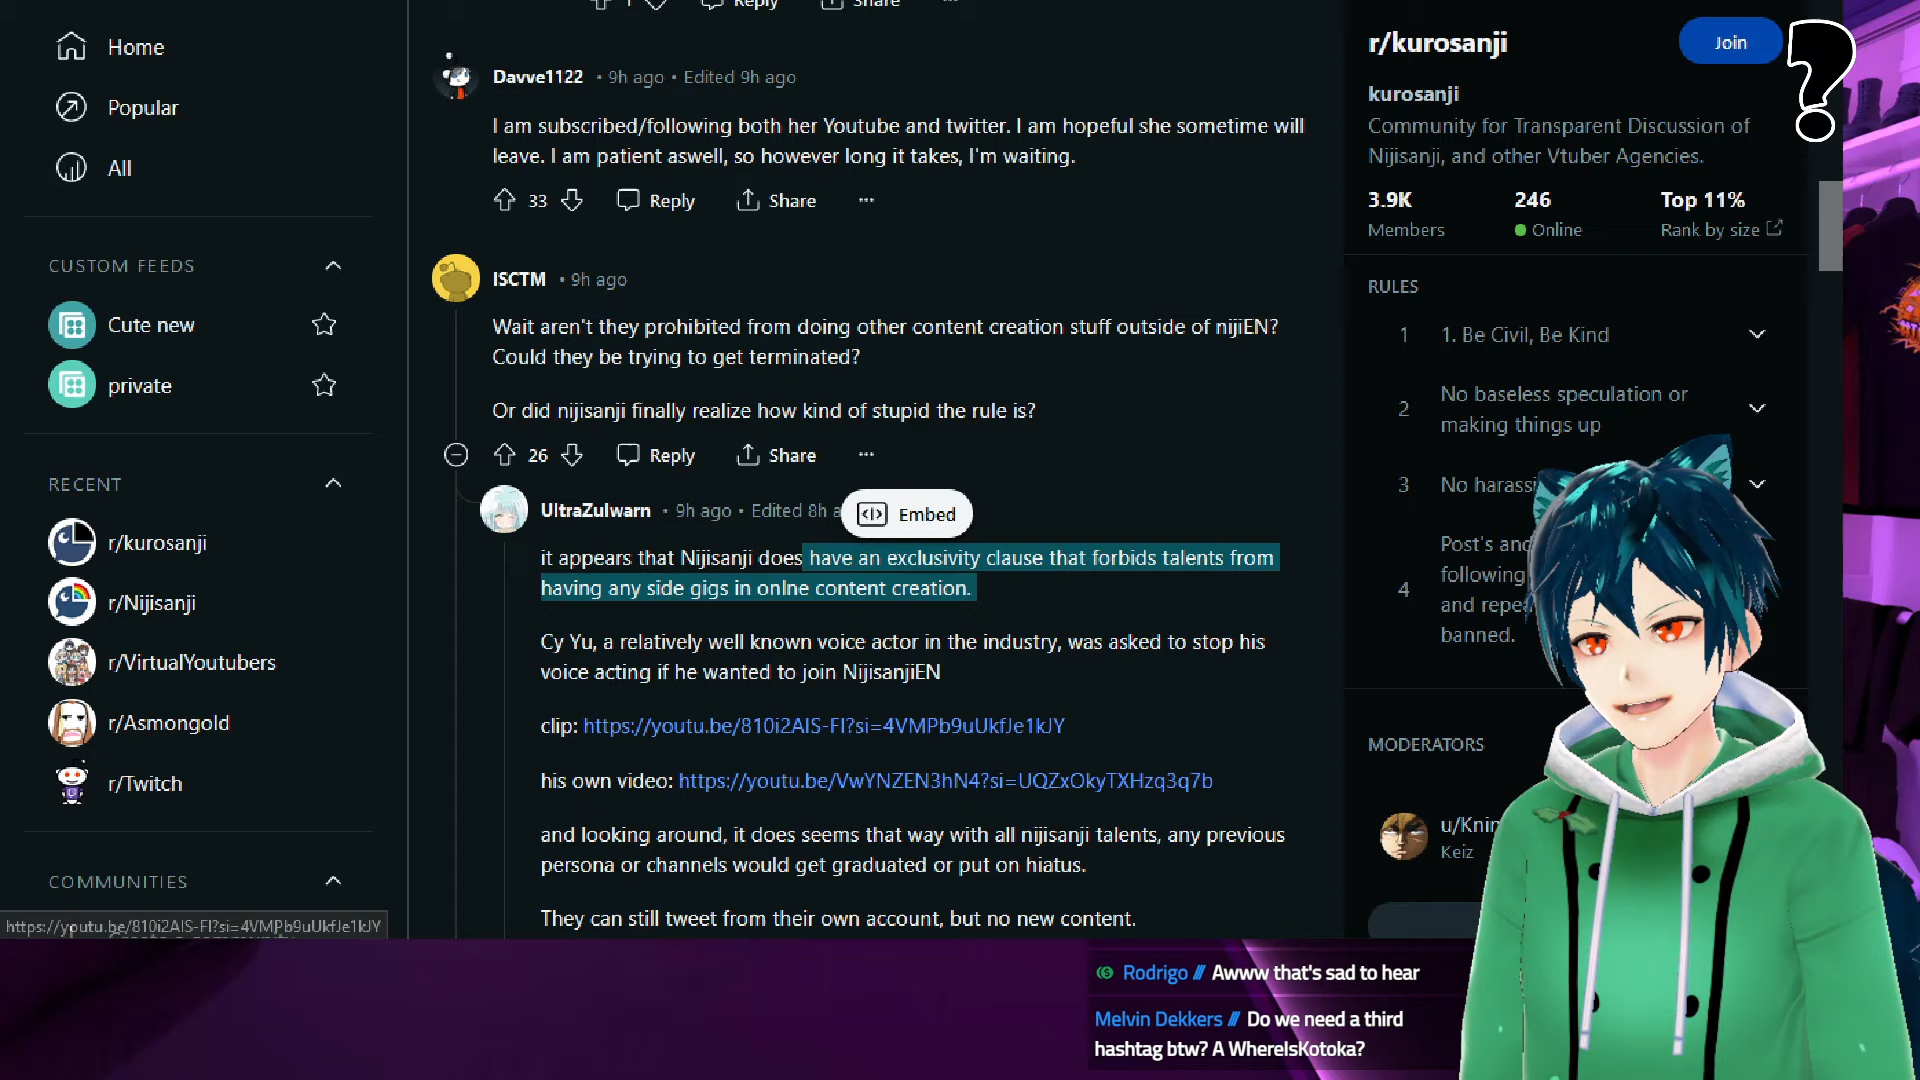 Reply
Share
Home
Popular
All
CUSTOM FEEDS
Cute new
private
RECENT
r/kurosanji
r/Nijisanji
r/VirtualYoutubers
r/Asmongold
r/Twitch
COMMUNITIES
https://youtu.be/810i2AIS-FI?si=4VMPb9uUkfJe1kJY
Davve1122 • 9h ago • Edited 9h ago
I am subscribed/following both her Youtube and twitter. I am hopeful she sometime will
leave. I am patient aswell, so however long it takes, I'm waiting.
33 Reply Share ...
ISCTM • 9h ago
Wait aren't they prohibited from doing other content creation stuff outside of nijiEN?
Could they be trying to get terminated?
Or did nijisanji finally realize how kind of stupid the rule is?
26 Reply Share ...
UltraZulwarn • 9h ago • Edited 8h a
Embed
it appears that Nijisanji does have an exclusivity clause that forbids talents from
having any side gigs in onlne content creation.
Cy Yu, a relatively well known voice actor in the industry, was asked to stop his
voice acting if he wanted to join NijisanjiEN
clip: https://youtu.be/810i2AIS-FI?si=4VMPb9uUkfJe1kJY
his own video: https://youtu.be/VwYNZEN3hN4?si=UQZxOkyTXHzq3q7b
and looking around, it does seems that way with all nijisanji talents, any previous
persona or channels would get graduated or put on hiatus.
They can still tweet from their own account, but no new content.
r/kurosanji
Join
?
kurosanji
Community for Transparent Discussion of
Nijisanji, and other Vtuber Agencies.
3.9K 246 Top 11%
Members Online Rank by size
RULES
1 1. Be Civil, Be Kind
2 No baseless speculation or
making things up
3 No harassi
4 Post's and
following
and repe
banned.
MODERATORS
u/Knin
Keiz
Rodrigo // Awww that's sad to hear
Melvin Dekkers // Do we need a third
hashtag btw? A WhereIsKotoka?